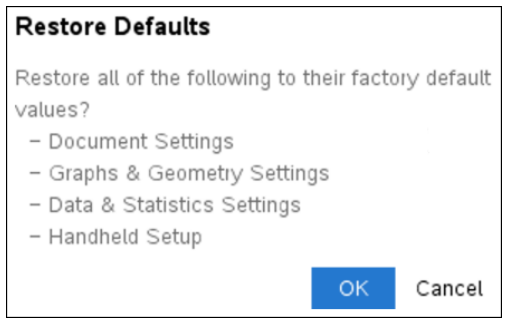 Restore Defaults
Restore all of the following to their factory default
values?
– Document Settings
– Graphs & Geometry Settings
– Data & Statistics Settings
– Handheld Setup
OK Cancel